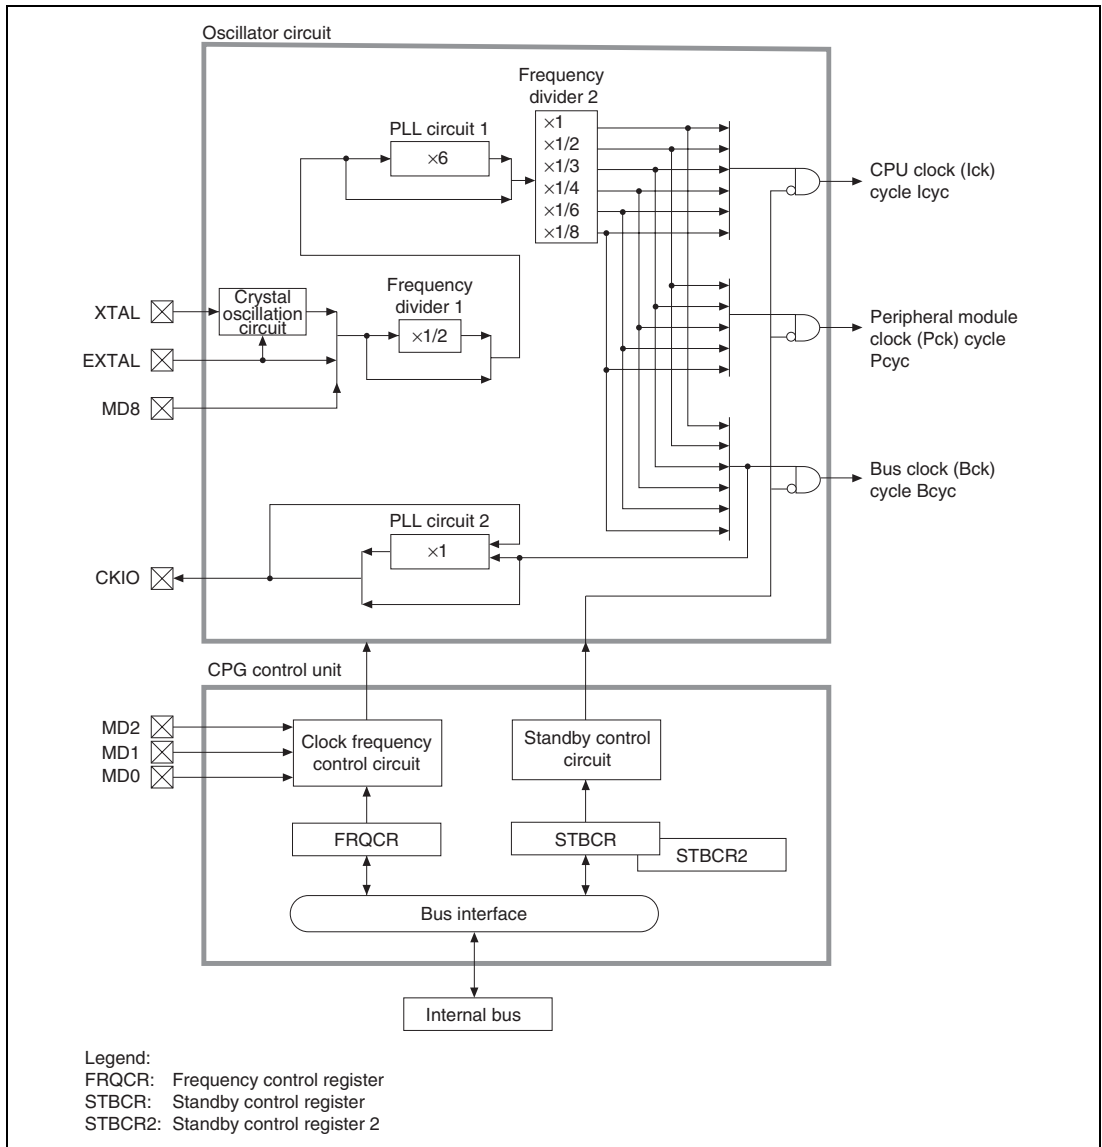 Oscillator circuit
Frequency
divider 2
PLL circuit 1
×6
×1
×1/2
×1/3
×1/4
×1/6
×1/8
CPU clock (Ick)
cycle Icyc
XTAL
Crystal
oscillation
circuit
Frequency
divider 1
×1/2
EXTAL
MD8
Peripheral module
clock (Pck) cycle
Pcyc
Bus clock (Bck)
cycle Bcyc
PLL circuit 2
×1
CKIO
CPG control unit
MD2
MD1
MD0
Clock frequency
control circuit
Standby control
circuit
FRQCR
STBCR
STBCR2
Bus interface
Internal bus
Legend:
FRQCR: Frequency control register
STBCR: Standby control register
STBCR2: Standby control register 2